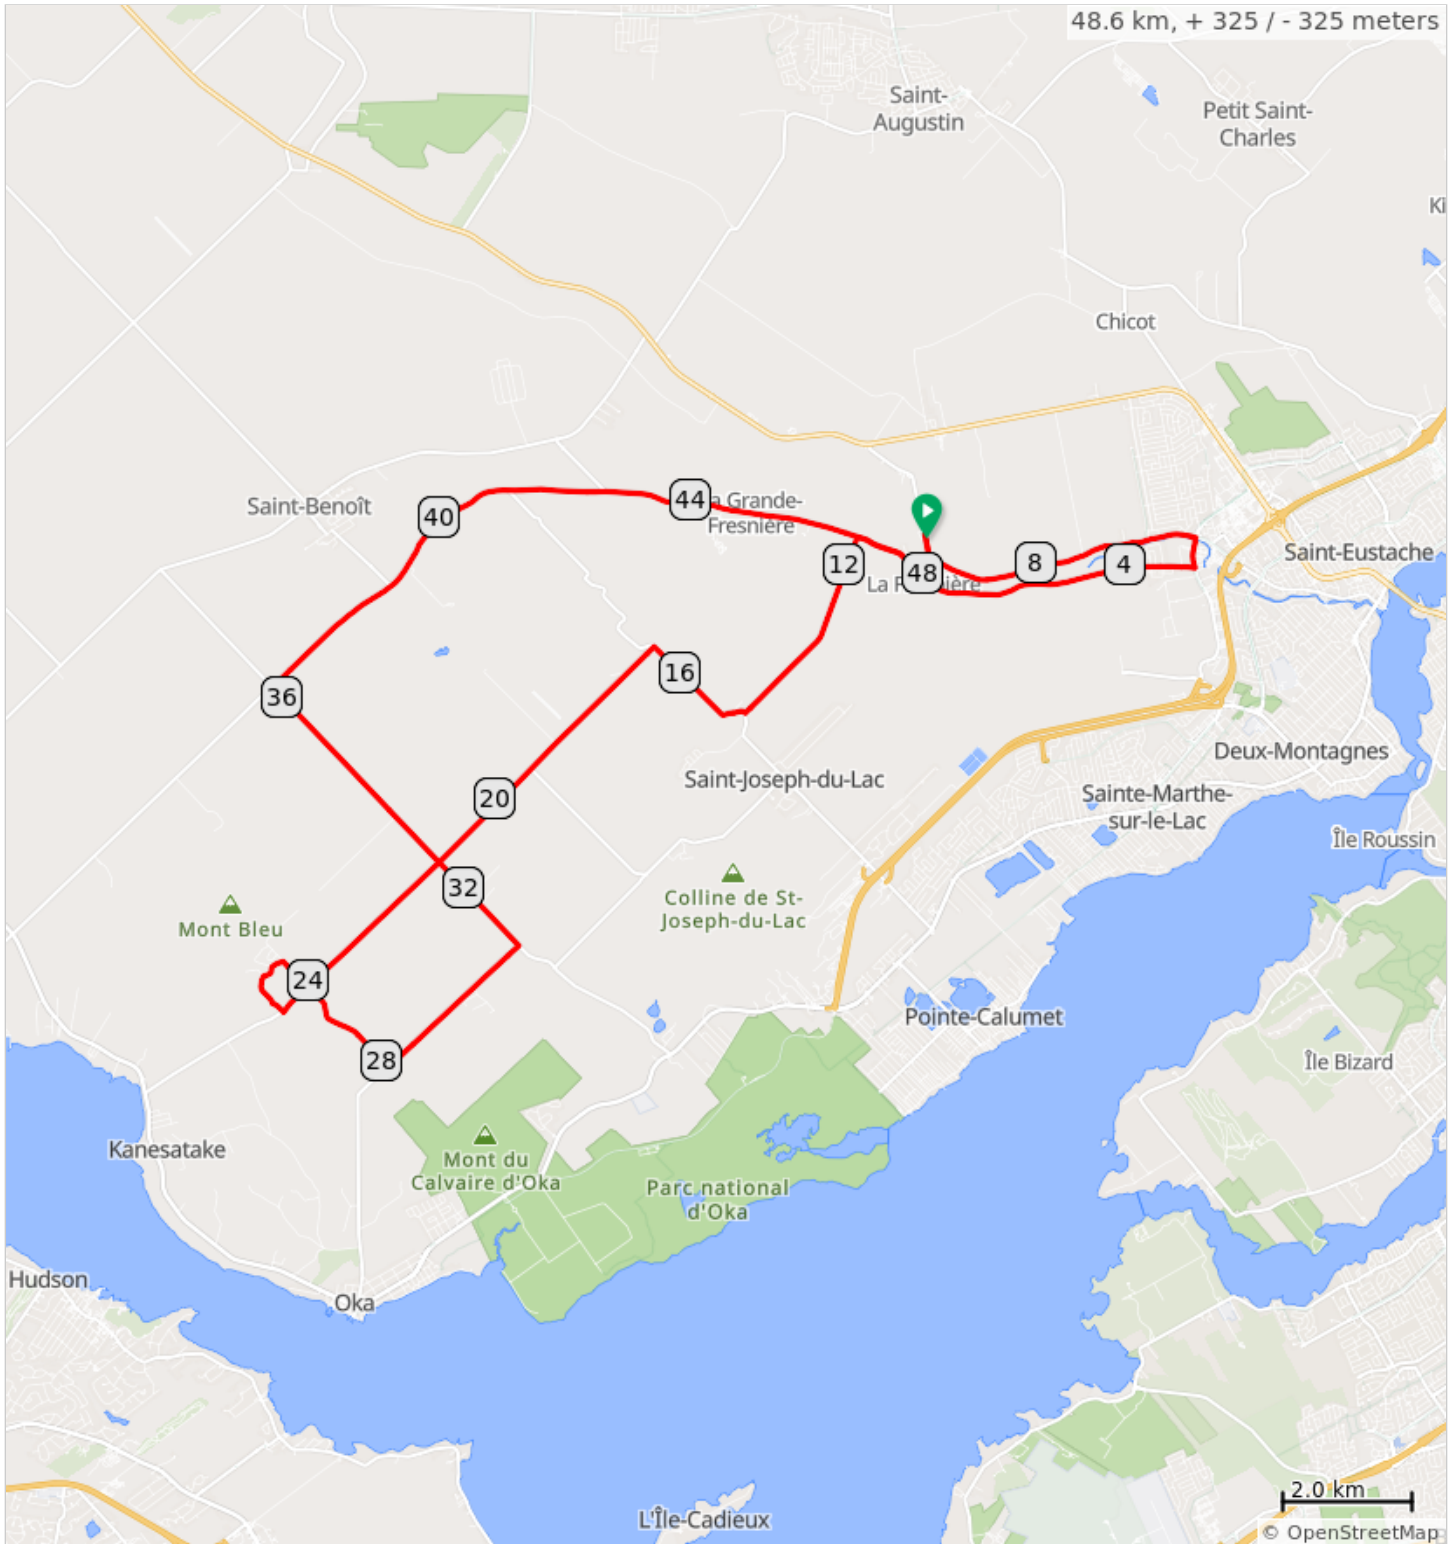 48.6 km, + 325 / - 325 meters
Saint-
Augustin
Petit Saint-
Charles
Ki
Chicot
Saint-Benoît
40
44
a Grande-
Fresnière
12
48
La F
ière
8
4
Saint-Eustache
16
36
Deux-Montagnes
20
Saint-Joseph-du-Lac
Sainte-Marthe-
sur-le-Lac
Île Roussin
32
Colline de St-
Joseph-du-Lac
Mont Bleu
24
Pointe-Calumet
28
Île Bizard
Kanesatake
Mont du
Calvaire d'Oka
Parc national
d'Oka
Hudson
Oka
2.0 km
L'Île-Cadieux
© OpenStreetMap